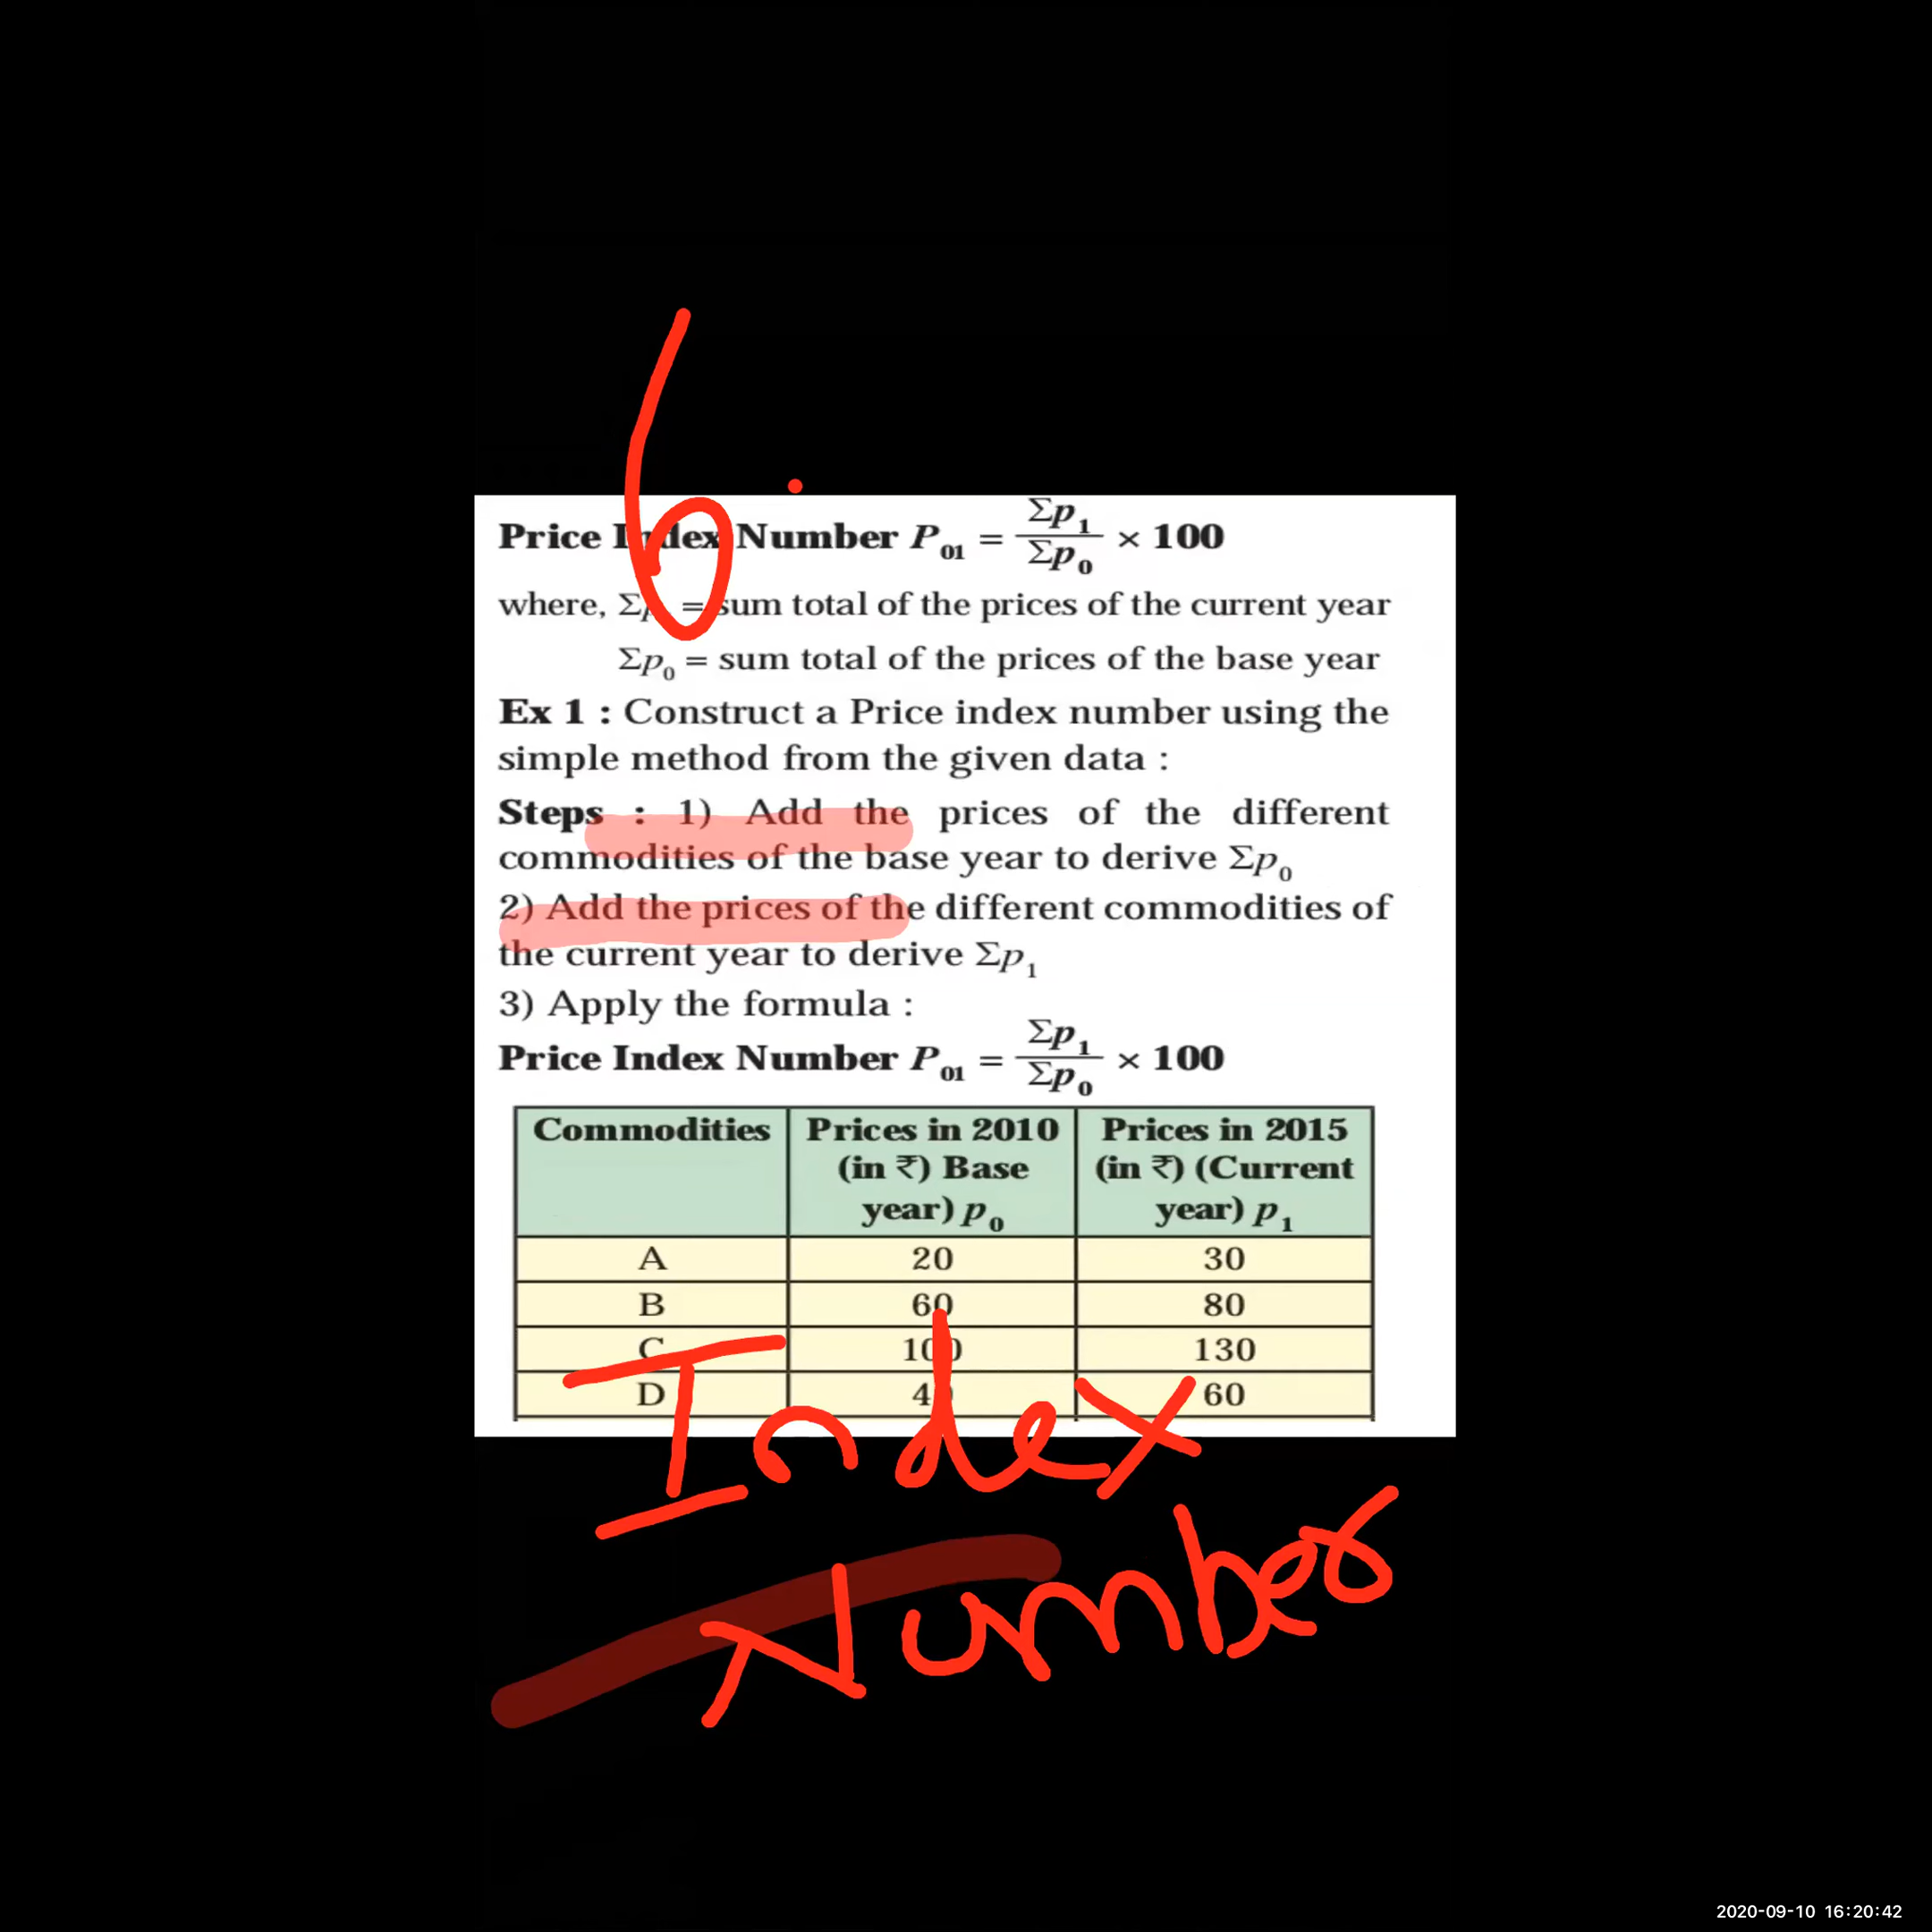 6.
Price Index Number P01 = Σp1 / Σp0 × 100
where, Σp = sum total of the prices of the current year
Σp0 = sum total of the prices of the base year
Ex 1 : Construct a Price index number using the
simple method from the given data :
Steps : 1) Add the prices of the different
commodities of the base year to derive Σp0
2) Add the prices of the different commodities of
the current year to derive Σp1
3) Apply the formula :
Price Index Number P01 = Σp1 / Σp0 × 100
Commodities | Prices in 2010 (in ₹) Base year) p0 | Prices in 2015 (in ₹) (Current year) p1
A 20 30
B 60 80
C 100 130
D 40 60
Index
Number
2020-09-10 16:20:42